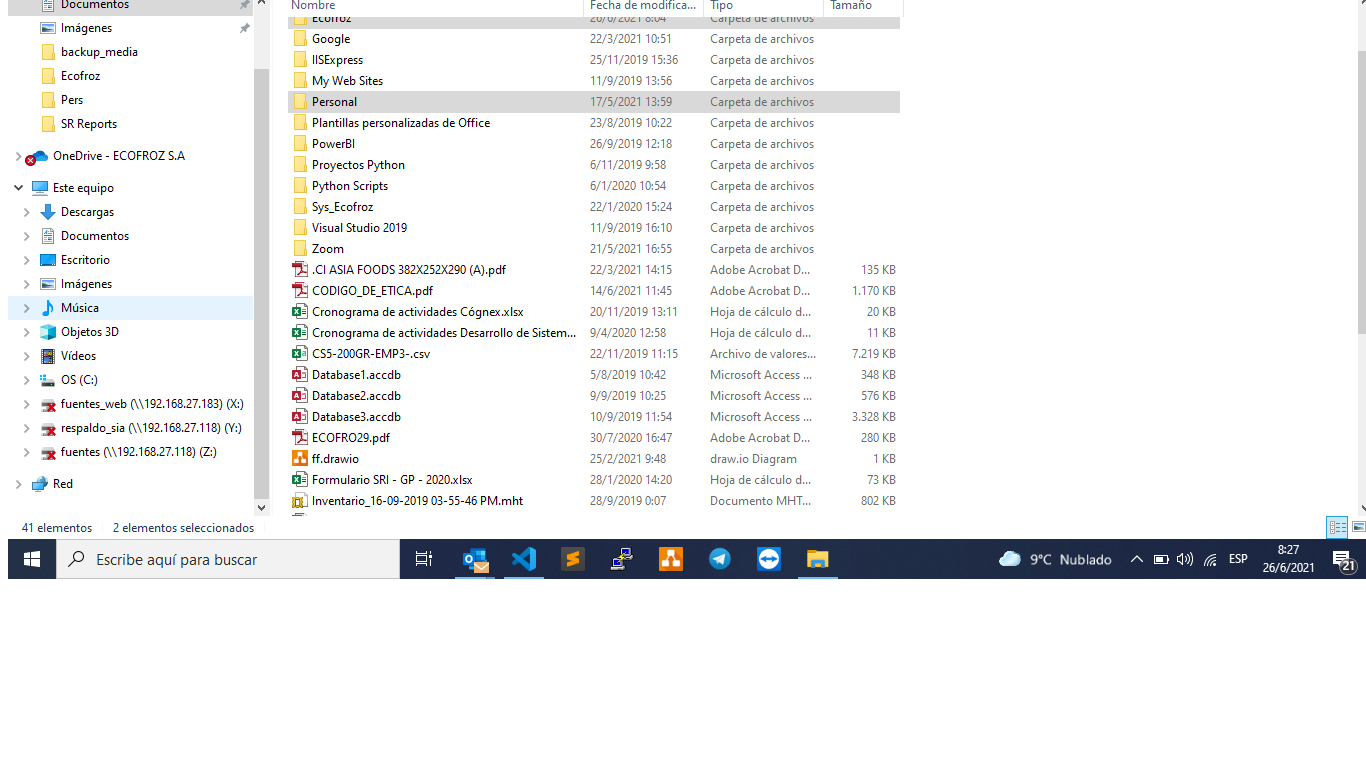 Documentos
Imágenes
backup_media
Ecofroz
Pers
SR Reports
OneDrive - ECOFROZ S.A
Este equipo
Descargas
Documentos
Escritorio
Imágenes
Música
Objetos 3D
Vídeos
OS (C:)
fuentes_web (\\192.168.27.183) (X:)
respaldo_sia (\\192.168.27.118) (Y:)
fuentes (\\192.168.27.118) (Z:)
Red
Nombre Fecha de modifica... Tipo Tamaño
Ecofroz 26/6/2021 8:04 Carpeta de archivos
Google 22/3/2021 10:51 Carpeta de archivos
IISExpress 25/11/2019 15:36 Carpeta de archivos
My Web Sites 11/9/2019 13:56 Carpeta de archivos
Personal 17/5/2021 13:59 Carpeta de archivos
Plantillas personalizadas de Office 23/8/2019 10:22 Carpeta de archivos
PowerBI 26/9/2019 12:18 Carpeta de archivos
Proyectos Python 6/11/2019 9:58 Carpeta de archivos
Python Scripts 6/1/2020 10:54 Carpeta de archivos
Sys_Ecofroz 22/1/2020 15:24 Carpeta de archivos
Visual Studio 2019 11/9/2019 16:10 Carpeta de archivos
Zoom 21/5/2021 16:55 Carpeta de archivos
.CI ASIA FOODS 382X252X290 (A).pdf 22/3/2021 14:15 Adobe Acrobat D... 135 KB
CODIGO_DE_ETICA.pdf 14/6/2021 11:45 Adobe Acrobat D... 1.170 KB
Cronograma de actividades Cógnex.xlsx 20/11/2019 13:11 Hoja de cálculo d... 20 KB
Cronograma de actividades Desarrollo de Sistem... 9/4/2020 12:58 Hoja de cálculo d... 11 KB
CS5-200GR-EMP3-.csv 22/11/2019 11:15 Archivo de valores... 7.219 KB
Database1.accdb 5/8/2019 10:42 Microsoft Access ... 348 KB
Database2.accdb 9/9/2019 10:25 Microsoft Access ... 576 KB
Database3.accdb 10/9/2019 11:54 Microsoft Access ... 3.328 KB
ECOFRO29.pdf 30/7/2020 16:47 Adobe Acrobat D... 280 KB
ff.drawio 25/2/2021 9:48 draw.io Diagram 1 KB
Formulario SRI - GP - 2020.xlsx 28/1/2020 14:20 Hoja de cálculo d... 73 KB
Inventario_16-09-2019 03-55-46 PM.mht 28/9/2019 0:07 Documento MHT... 802 KB
41 elementos 2 elementos seleccionados
Escribe aquí para buscar
9°C Nublado
ESP
8:27
26/6/2021
21